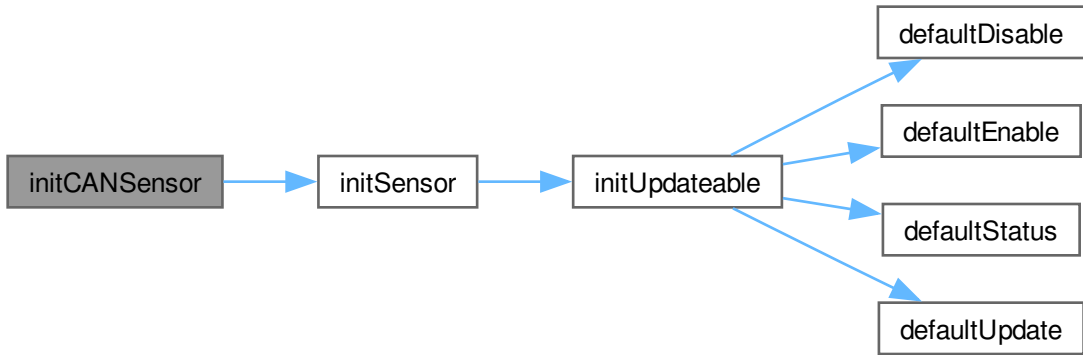 initCANSensor
initSensor
initUpdateable
defaultDisable
defaultEnable
defaultStatus
defaultUpdate